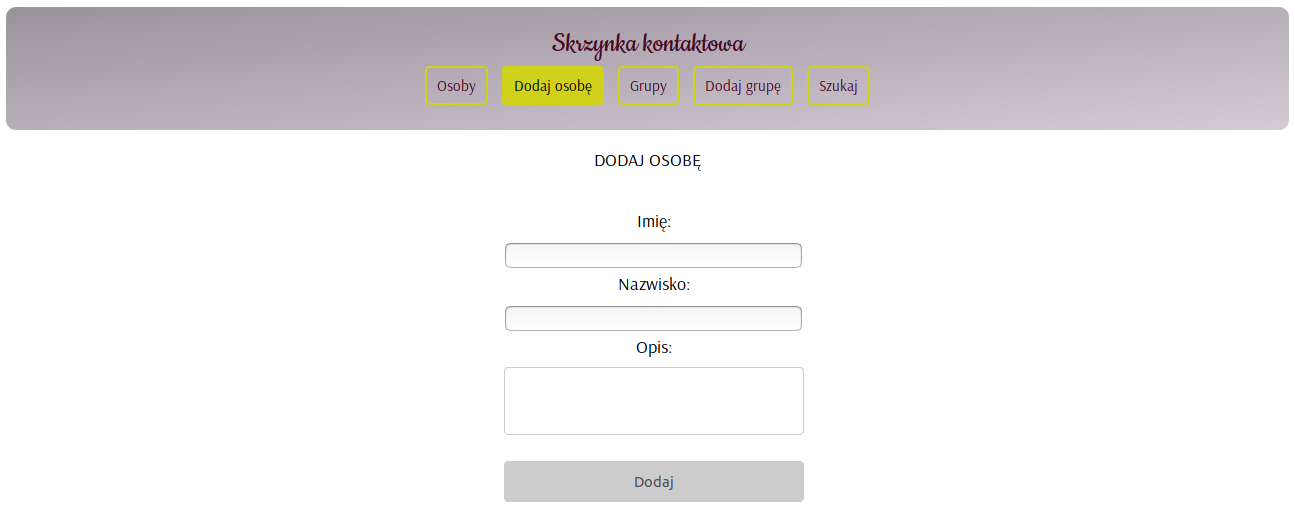 Skrzynka kontaktowa
Osoby Dodaj osobę Grupy Dodaj grupę Szukaj
DODAJ OSOBĘ
Imię:
Nazwisko:
Opis:
Dodaj